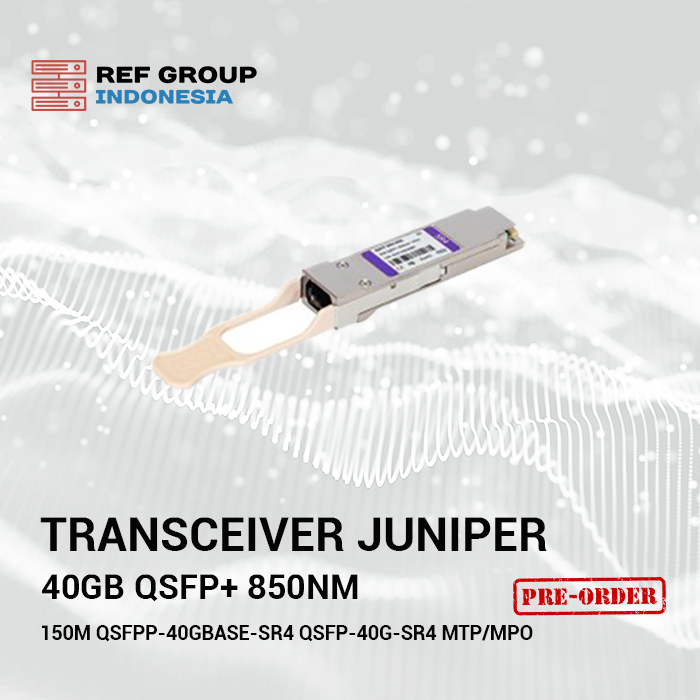 REF GROUP
INDONESIA
TRANSCEIVER JUNIPER
40GB QSFP+ 850NM
PRE-ORDER
150M QSFPP-40GBASE-SR4 QSFP-40G-SR4 MTP/MPO